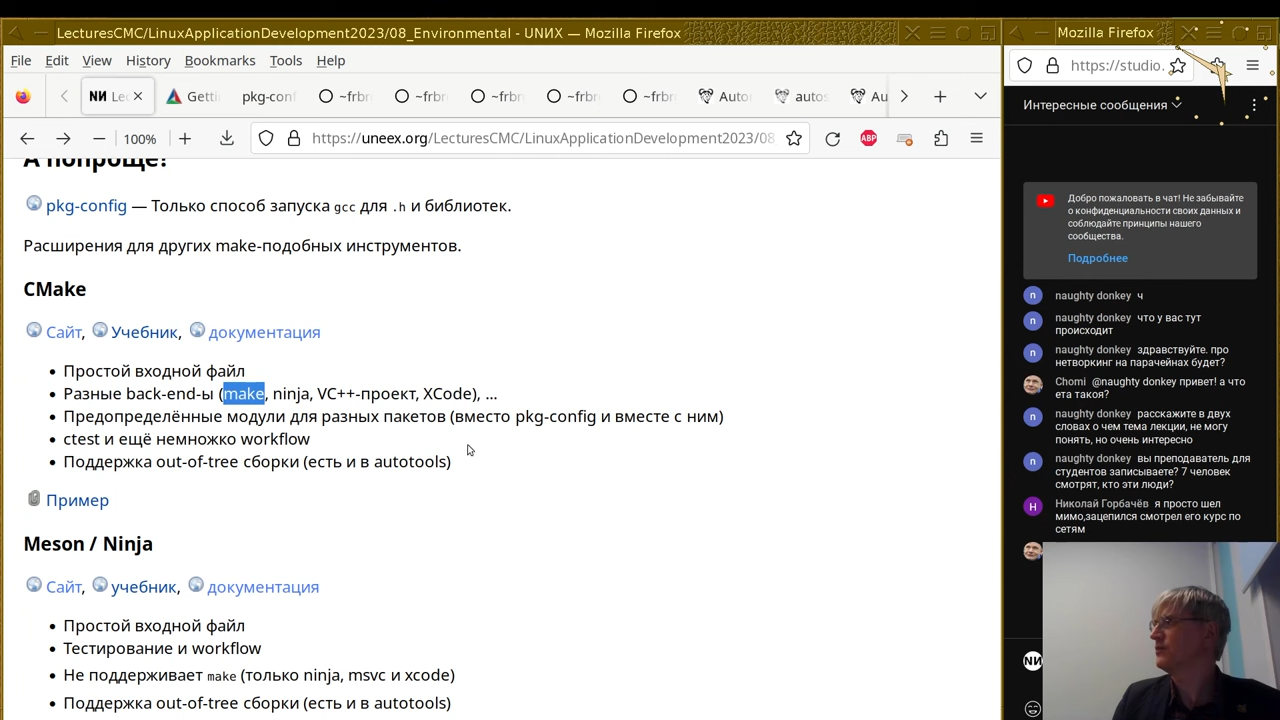 LecturesCMC/LinuxApplicationDevelopment2023/08_Environmental - UNИX — Mozilla Firefox
Mozilla Firefox
File Edit View History Bookmarks Tools Help
https://studio.
NИ Lec
Getti
pkg-conf
~frbr
~frbr
~frbr
~frbr
~frbr
Auto
autos
Au
Интересные сообщения
100%
https://uneex.org/LecturesCMC/LinuxApplicationDevelopment2023/08
ABP
А попроще?
pkg-config — Только способ запуска gcc для .h и библиотек.
Расширения для других make-подобных инструментов.
CMake
Сайт, Учебник, документация
Простой входной файл
Разные back-end-ы (make, ninja, VC++-проект, XCode), ...
Предопределённые модули для разных пакетов (вместо pkg-config и вместе с ним)
ctest и ещё немножко workflow
Поддержка out-of-tree сборки (есть и в autotools)
Пример
Meson / Ninja
Сайт, учебник, документация
Простой входной файл
Тестирование и workflow
Не поддерживает make (только ninja, msvc и xcode)
Поддержка out-of-tree сборки (есть и в autotools)
Добро пожаловать в чат! Не забывайте
о конфиденциальности своих данных и
соблюдайте принципы нашего
сообщества.
Подробнее
n naughty donkey ч
n naughty donkey что у вас тут
происходит
n naughty donkey здравствуйте. про
нетворкинг на парачейнах будет?
Chomi @naughty donkey привет! а что
ета такоя?
n naughty donkey расскажите в двух
словах о чем тема лекции, не могу
понять, но очень интересно
n naughty donkey вы преподаватель для
студентов записываете? 7 человек
смотрят, кто эти люди?
Н Николай Горбачёв я просто шел
мимо,зацепился смотрел его курс по
сетям
NИ